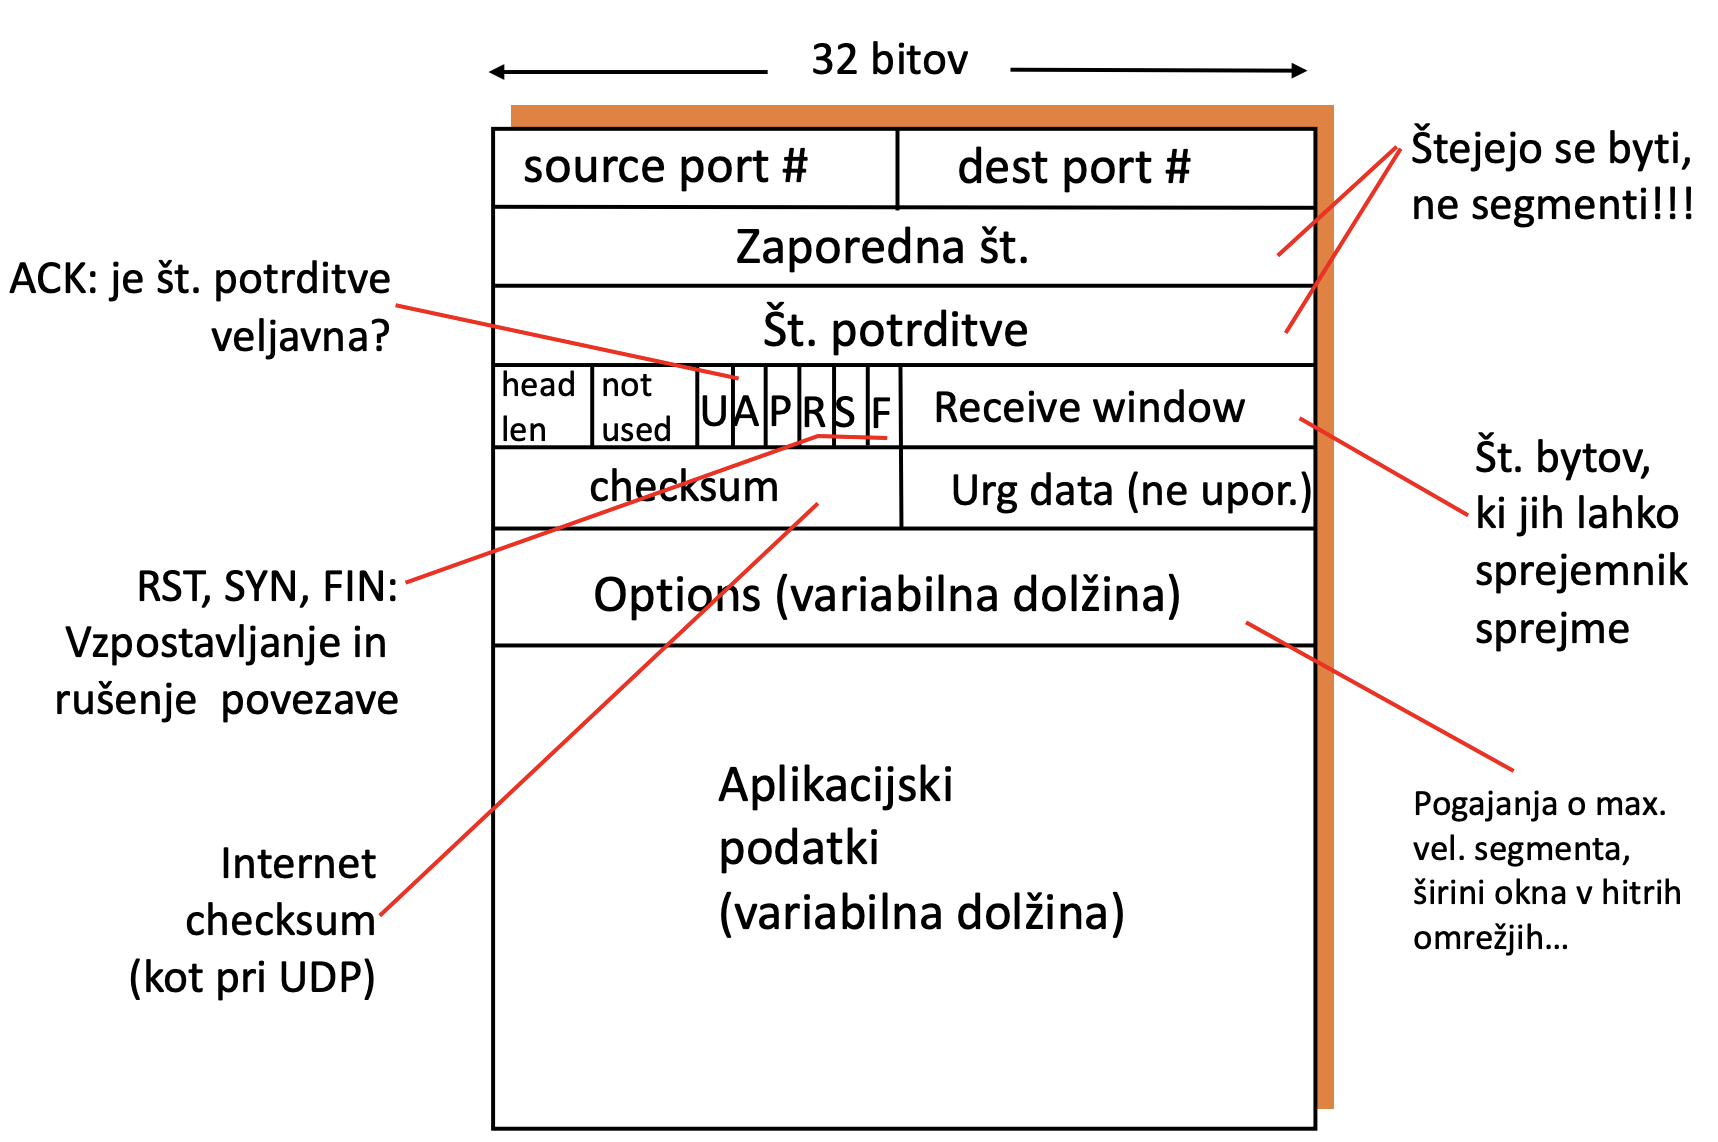 32 bitov
source port #
dest port #
Štejejo se byti,
ne segmenti!!!
Zaporedna št.
ACK: je št. potrditve
veljavna?
Št. potrditve
head
len
not
used
U
A
P
R
S
F
Receive window
Št. bytov,
ki jih lahko
sprejemnik
sprejme
checksum
Urg data (ne upor.)
RST, SYN, FIN:
Vzpostavljanje in
rušenje povezave
Options (variabilna dolžina)
Pogajanja o max.
vel. segmenta,
širini okna v hitrih
omrežjih...
Internet
checksum
(kot pri UDP)
Aplikacijski
podatki
(variabilna dolžina)